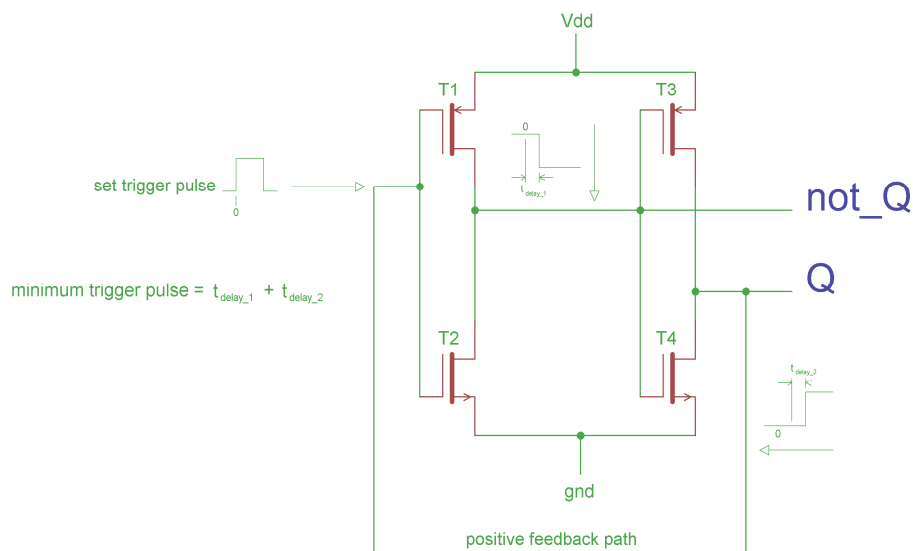 Vdd
T1
T3
0
t delay_1
set trigger pulse
0
not_Q
Q
minimum trigger pulse = t delay_1 + t delay_2
T2
T4
t delay_2
0
gnd
positive feedback path